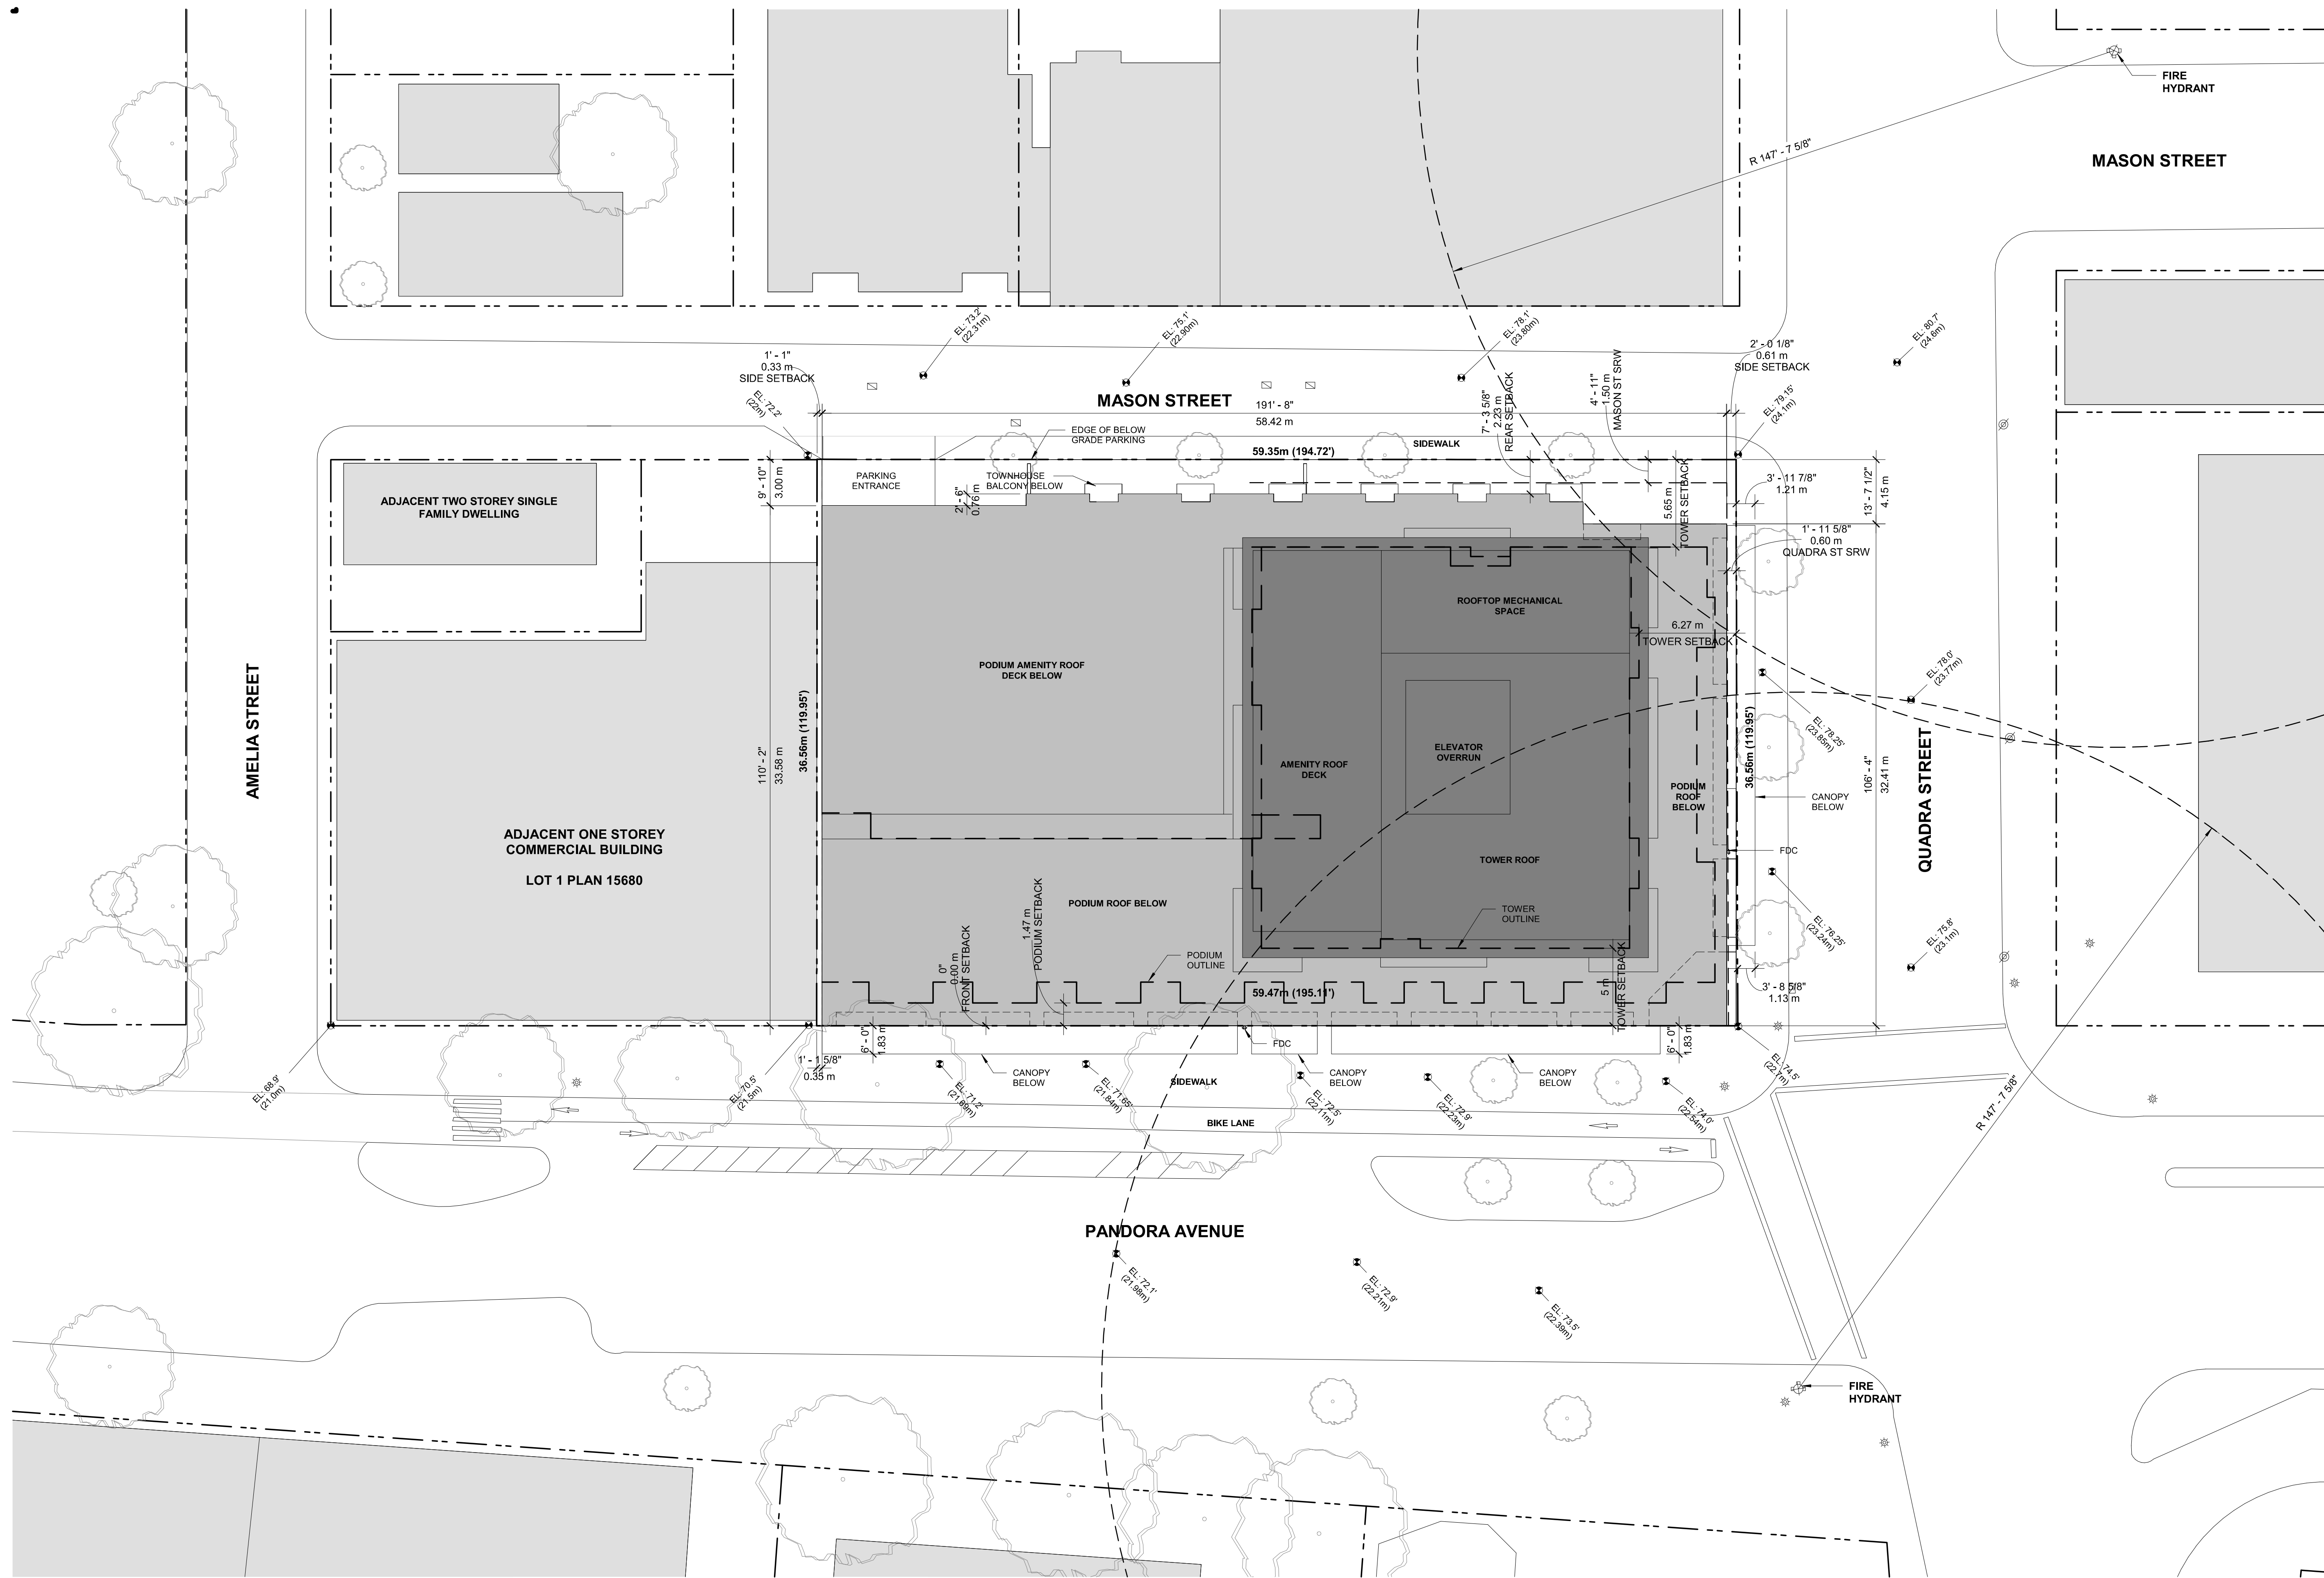 FIRE
HYDRANT
R 147' - 7 5/8"
MASON STREET
EL: 73.2'
(22.31m)
EL: 75.1'
(22.90m)
EL: 78.1'
(23.80m)
EL: 80.7'
(24.6m)
1' - 1"
0.33 m
SIDE SETBACK
2' - 0 1/8"
0.61 m
SIDE SETBACK
EL: 72.2'
(22m)
MASON STREET
191' - 8"
58.42 m
7' - 3 5/8"
2.23 m
REAR SETBACK
4' - 11"
1.50 m
MASON ST SRW
EL: 79.15'
(24.1m)
EDGE OF BELOW
GRADE PARKING
59.35m (194.72')
SIDEWALK
9' - 10"
3.00 m
PARKING
ENTRANCE
TOWNHOUSE
BALCONY BELOW
2' - 6"
0.76 m
5.65 m
TOWER SETBACK
3' - 11 7/8"
1.21 m
13' - 7 1/2"
4.15 m
ADJACENT TWO STOREY SINGLE
FAMILY DWELLING
1' - 11 5/8"
0.60 m
QUADRA ST SRW
ROOFTOP MECHANICAL
SPACE
6.27 m
TOWER SETBACK
PODIUM AMENITY ROOF
DECK BELOW
EL: 78.0'
(23.77m)
AMELIA STREET
36.56m (119.95')
110' - 2"
33.58 m
EL: 78.25'
(23.85m)
ELEVATOR
OVERRUN
AMENITY ROOF
DECK
36.56m (119.95')
PODIUM
ROOF
BELOW
CANOPY
BELOW
106' - 4"
32.41 m
QUADRA STREET
ADJACENT ONE STOREY
COMMERCIAL BUILDING
LOT 1 PLAN 15680
FDC
TOWER ROOF
PODIUM ROOF BELOW
TOWER
OUTLINE
EL: 76.25'
(23.24m)
EL: 75.8'
(23.1m)
0"
0.00 m
FRONT SETBACK
1.47 m
PODIUM SETBACK
PODIUM
OUTLINE
59.47m (195.11')
5 m
TOWER SETBACK
3' - 8 5/8"
1.13 m
6' - 0"
1.83 m
FDC
6' - 0"
1.83 m
1' - 1 5/8"
0.35 m
CANOPY
BELOW
SIDEWALK
CANOPY
BELOW
CANOPY
BELOW
EL: 68.9'
(21.0m)
EL: 70.5'
(21.5m)
EL: 71.2'
(21.69m)
EL: 71.65'
(21.84m)
EL: 72.5'
(22.11m)
EL: 72.9'
(22.23m)
EL: 74.0'
(22.54m)
EL: 74.5'
(22.7m)
BIKE LANE
R 147' - 7 5/8"
PANDORA AVENUE
EL: 72.1'
(21.98m)
EL: 72.9'
(22.21m)
EL: 73.5'
(22.39m)
FIRE
HYDRANT